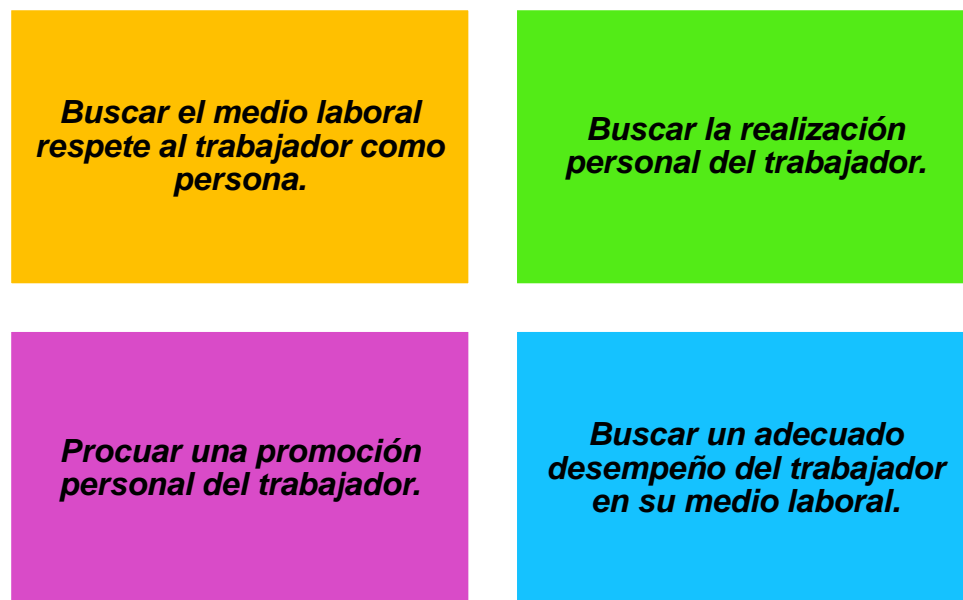 Buscar el medio laboral
respete al trabajador como
persona.
Buscar la realización
personal del trabajador.
Procuar una promoción
personal del trabajador.
Buscar un adecuado
desempeño del trabajador
en su medio laboral.